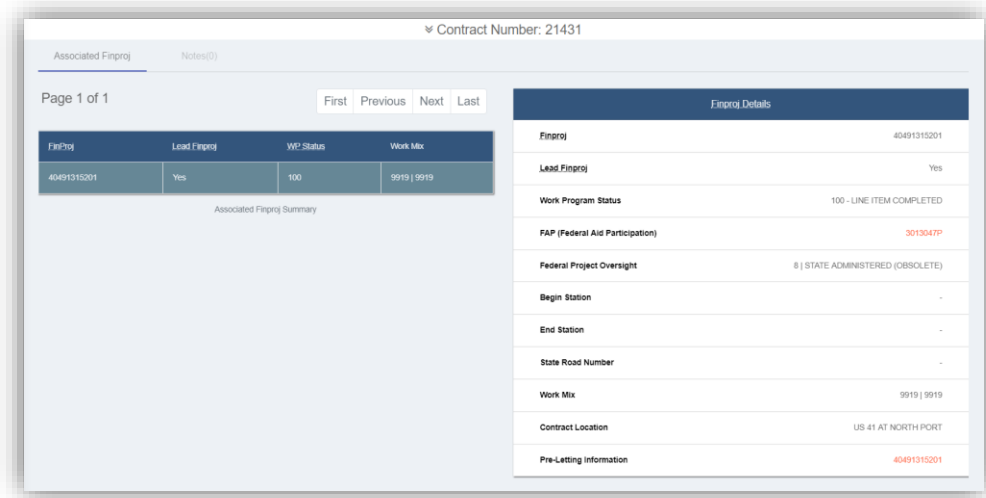 Contract Number: 21431
Associated Finproj Notes(0)
Page 1 of 1
First Previous Next Last
FinProj Lead Finproj WP Status Work Mix
40491315201 Yes 100 9919 | 9919
Associated Finproj Summary
Finproj Details
Finproj 40491315201
Lead Finproj Yes
Work Program Status 100 - LINE ITEM COMPLETED
FAP (Federal Aid Participation) 3013047P
Federal Project Oversight 8 | STATE ADMINISTERED (OBSOLETE)
Begin Station -
End Station -
State Road Number -
Work Mix 9919 | 9919
Contract Location US 41 AT NORTH PORT
Pre-Letting Information 40491315201